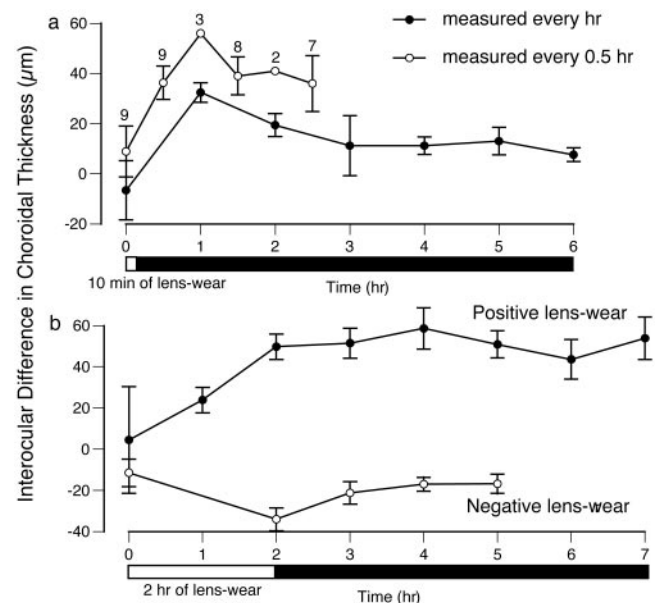 a
measured every hr
measured every 0.5 hr
Interocular Difference in Choroidal Thickness (µm)
60
40
20
0
-20
9
9
3
8
2
7
0 1 2 3 4 5 6
10 min of lens-wear
Time (hr)
b
Positive lens-wear
60
40
20
0
-20
-40
Negative lens-wear
0 1 2 3 4 5 6 7
2 hr of lens-wear
Time (hr)